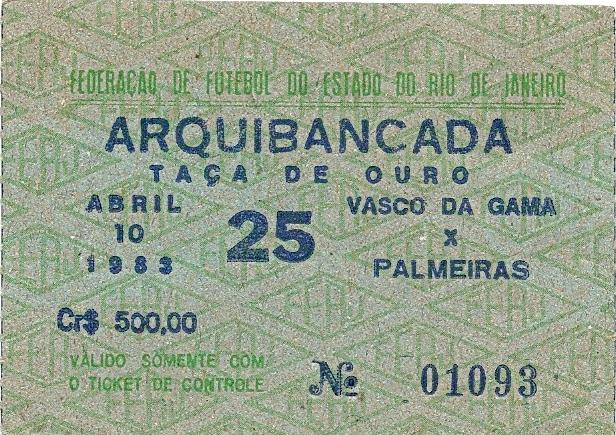 FEDERAÇÃO DE FUTEBOL DO ESTADO DO RIO DE JANEIRO
ARQUIBANCADA
TAÇA DE OURO
ABRIL
10
1983
25
VASCO DA GAMA
X
PALMEIRAS
Cr$ 500,00
VÁLIDO SOMENTE COM
O TICKET DE CONTROLE
Nº 01093